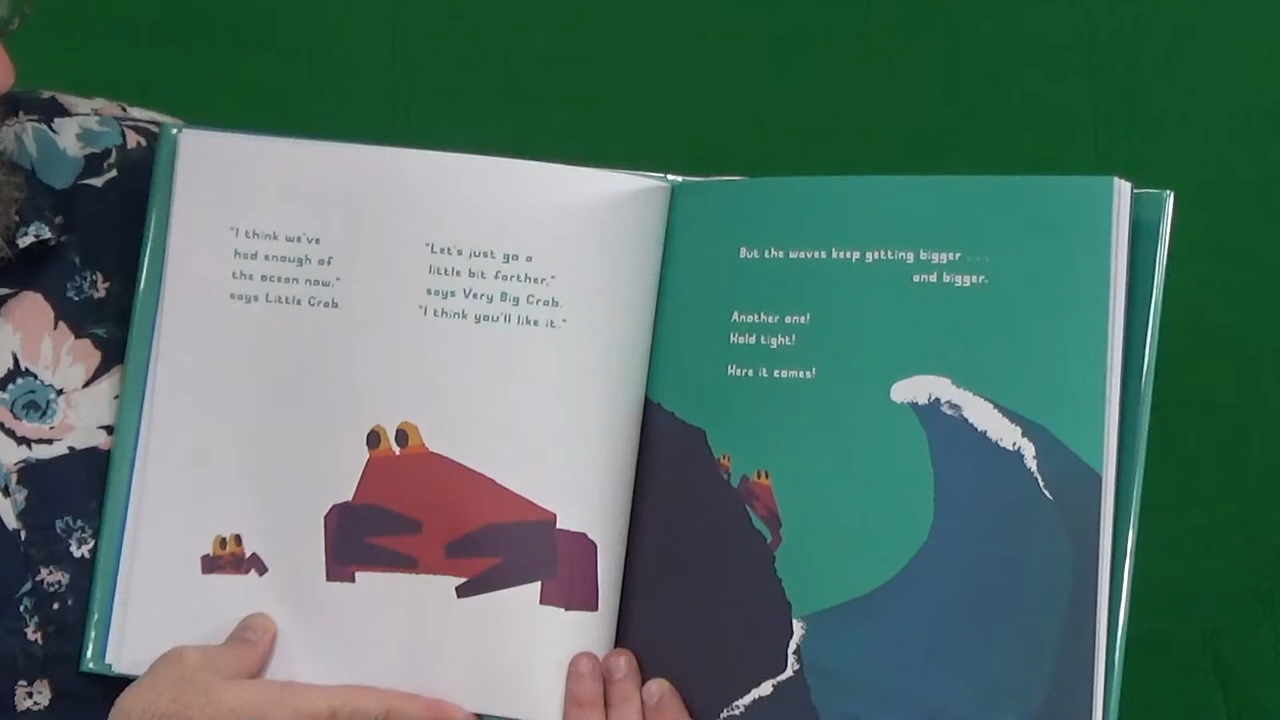 "I think we've
had enough of
the ocean now,"
says Little Crab.
"Let's just go a
little bit farther,"
says Very Big Crab.
"I think you'll like it."
But the waves keep getting bigger . . .
and bigger.
Another one!
Hold tight!
Here it comes!